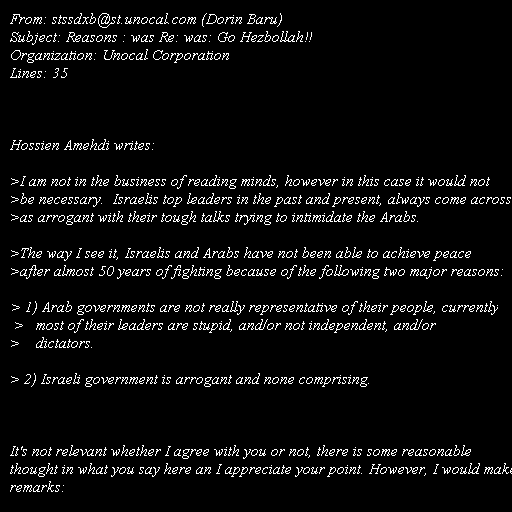 From: stssdxb@st.unocal.com (Dorin Baru)
Subject: Reasons : was Re: was: Go Hezbollah!!
Organization: Unocal Corporation
Lines: 35
Hossien Amehdi writes:
>I am not in the business of reading minds, however in this case it would not
>be necessary.  Israelis top leaders in the past and present, always come across
>as arrogant with their tough talks trying to intimidate the Arabs.
>The way I see it, Israelis and Arabs have not been able to achieve peace
>after almost 50 years of fighting because of the following two major reasons:
> 1) Arab governments are not really representative of their people, currently
 >   most of their leaders are stupid, and/or not independent, and/or
>    dictators.
> 2) Israeli government is arrogant and none comprising.
It's not relevant whether I agree with you or not, there is some reasonable
thought in what you say here an I appreciate your point. However, I would make
remarks: